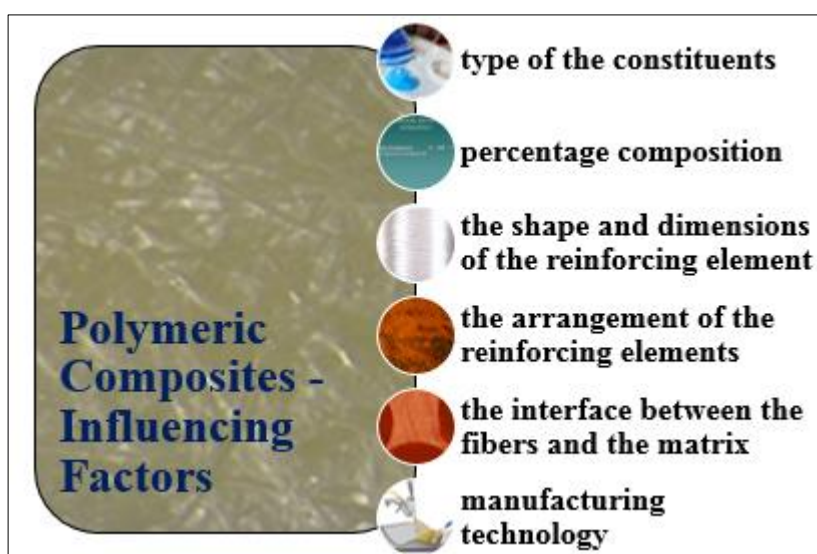 type of the constituents
percentage composition
the shape and dimensions
of the reinforcing element
the arrangement of the
reinforcing elements
the interface between the
fibers and the matrix
manufacturing
technology
Polymeric
Composites -
Influencing
Factors